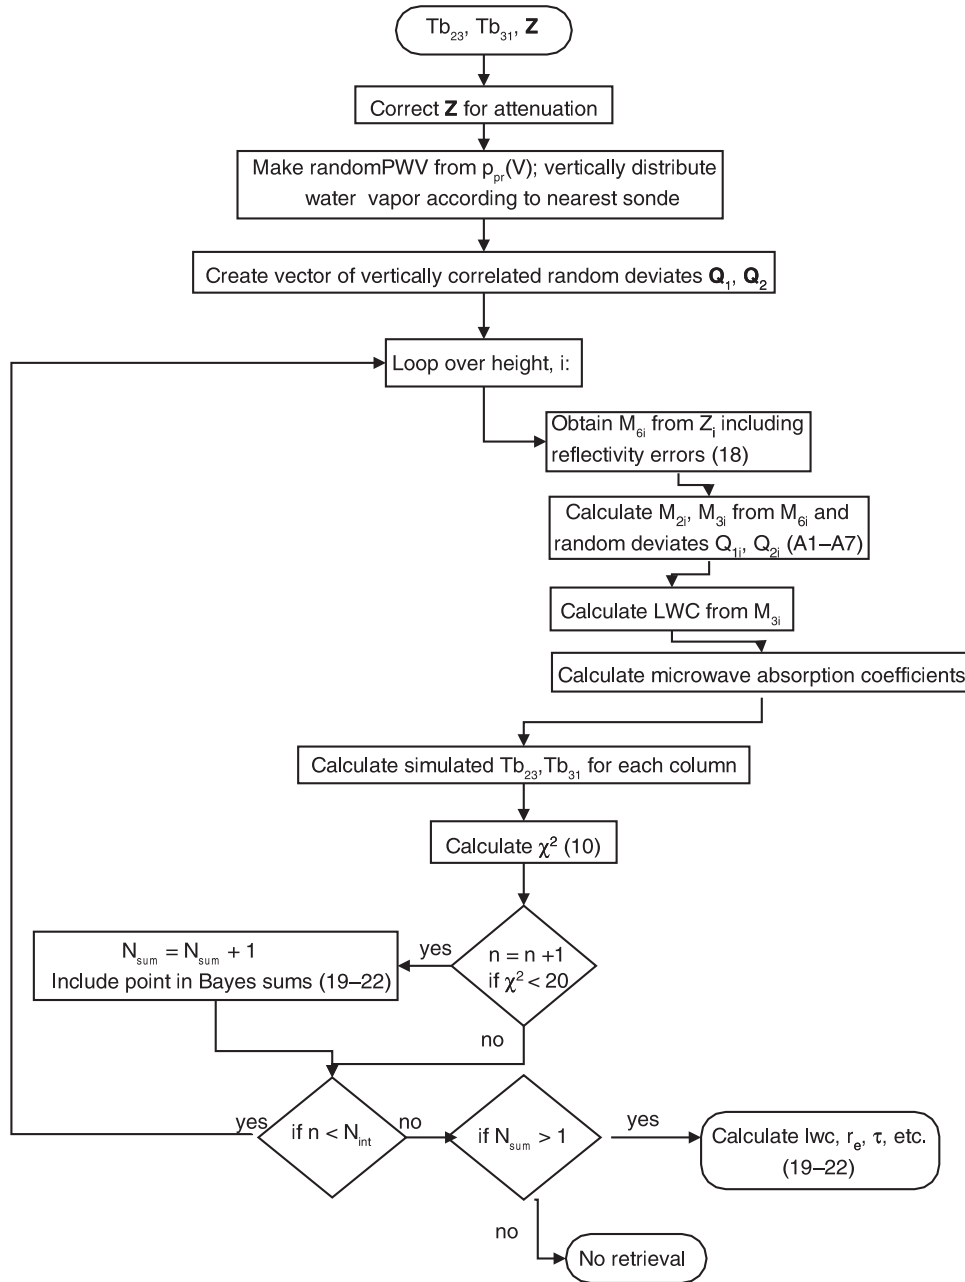 Tb₂₃, Tb₃₁, Z
Correct Z for attenuation
Make randomPWV from pₚᵣ(V); vertically distribute
water vapor according to nearest sonde
Create vector of vertically correlated random deviates Q₁, Q₂
Loop over height, i:
Obtain M₆ᵢ from Zᵢ including
reflectivity errors (18)
Calculate M₂ᵢ, M₃ᵢ from M₆ᵢ and
random deviates Q₁ᵢ, Q₂ᵢ (A1–A7)
Calculate LWC from M₃ᵢ
Calculate microwave absorption coefficients
Calculate simulated Tb₂₃,Tb₃₁ for each column
Calculate χ² (10)
n = n +1
if χ² < 20
yes
N_sum = N_sum + 1
Include point in Bayes sums (19–22)
no
if n < N_int
yes
no
if N_sum > 1
yes
Calculate lwc, rₑ, τ, etc.
(19–22)
no
No retrieval